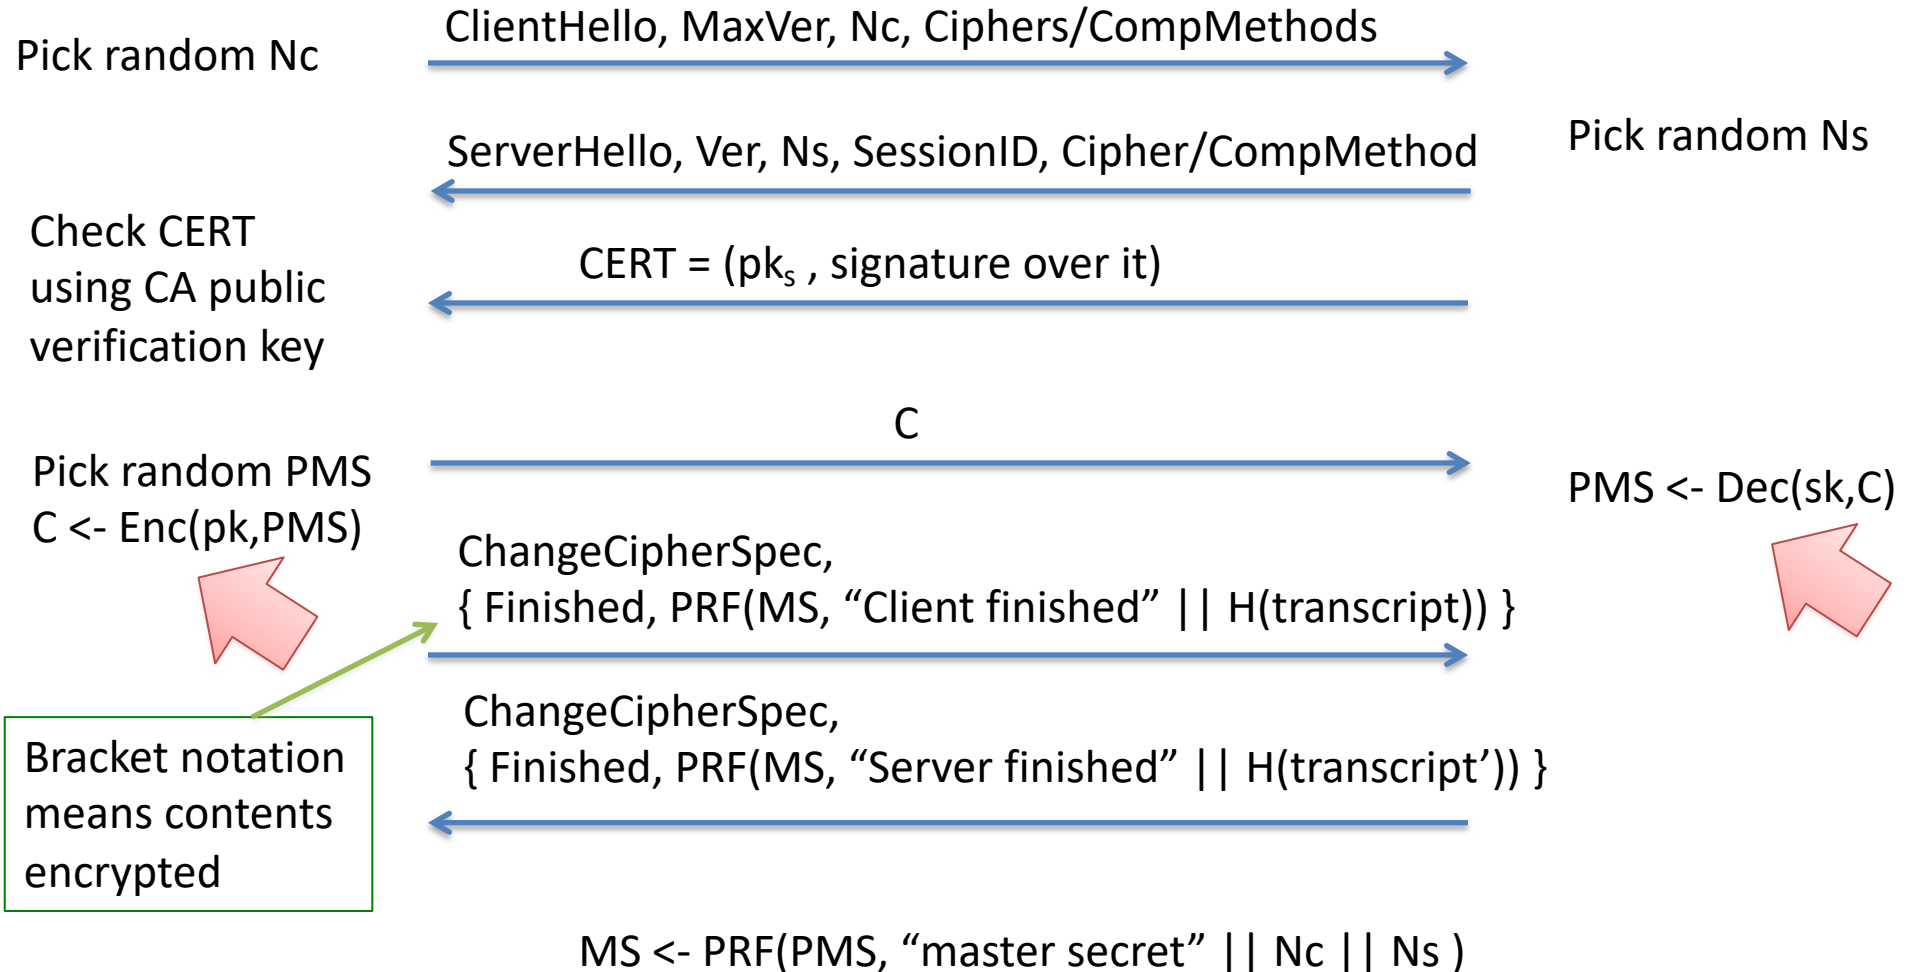 Pick random Nc
ClientHello, MaxVer, Nc, Ciphers/CompMethods
Pick random Ns
ServerHello, Ver, Ns, SessionID, Cipher/CompMethod
Check CERT
using CA public
verification key
CERT = (pks , signature over it)
C
Pick random PMS
C <- Enc(pk,PMS)
PMS <- Dec(sk,C)
ChangeCipherSpec,
{ Finished, PRF(MS, “Client finished” || H(transcript)) }
ChangeCipherSpec,
{ Finished, PRF(MS, “Server finished” || H(transcript’)) }
Bracket notation
means contents
encrypted
MS <- PRF(PMS, “master secret” || Nc || Ns )